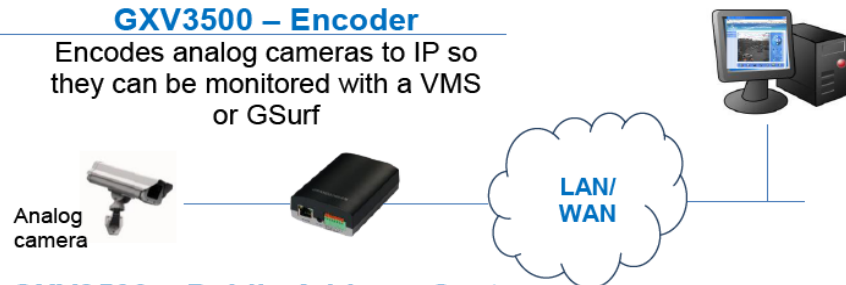 GXV3500 – Encoder
Encodes analog cameras to IP so
they can be monitored with a VMS
or GSurf
Analog
camera
LAN/
WAN